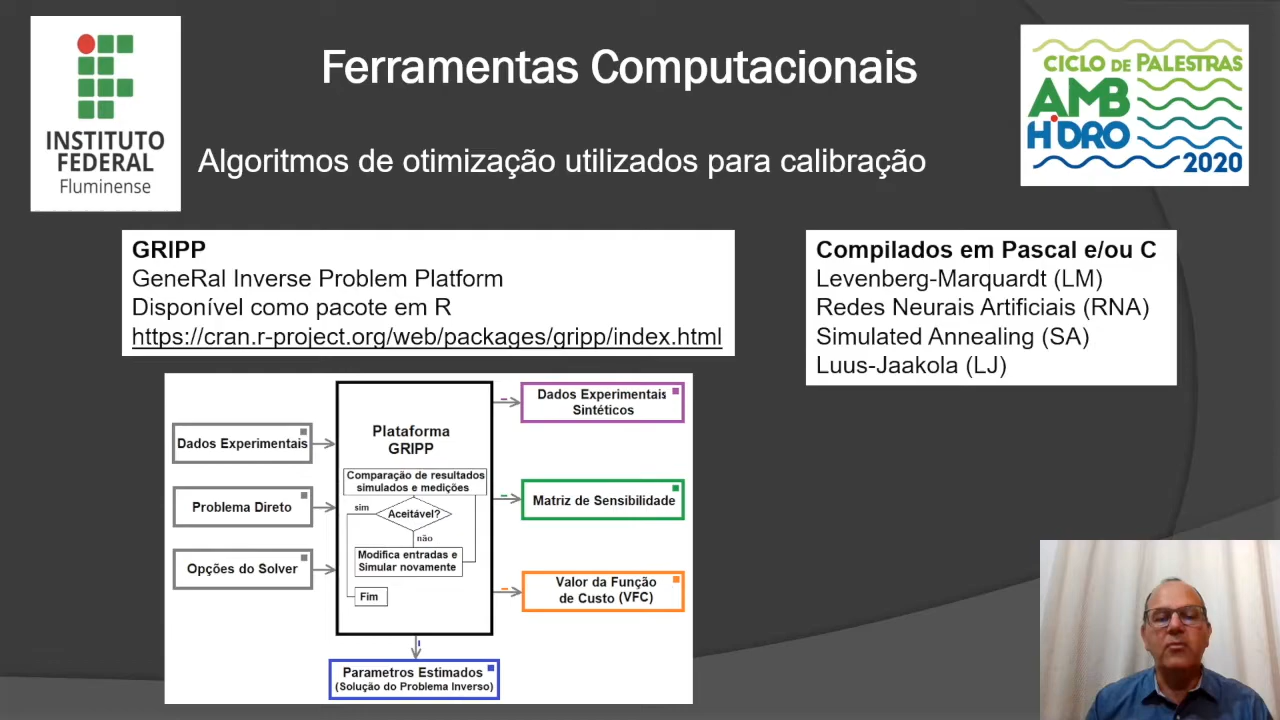 INSTITUTO
FEDERAL
Fluminense
Ferramentas Computacionais
Algoritmos de otimização utilizados para calibração
CICLO DE PALESTRAS
AMB
HIDRO
2020
GRIPP
GeneRal Inverse Problem Platform
Disponível como pacote em R
https://cran.r-project.org/web/packages/gripp/index.html
Compilados em Pascal e/ou C
Levenberg-Marquardt (LM)
Redes Neurais Artificiais (RNA)
Simulated Annealing (SA)
Luus-Jaakola (LJ)
Dados Experimentais
Problema Direto
Opções do Solver
Plataforma
GRIPP
Comparação de resultados
simulados e medições
sim
Aceitável?
não
Modifica entradas e
Simular novamente
Fim
Dados Experimentais
Sintéticos
Matriz de Sensibilidade
Valor da Função
de Custo (VFC)
Parametros Estimados
(Solução do Problema Inverso)